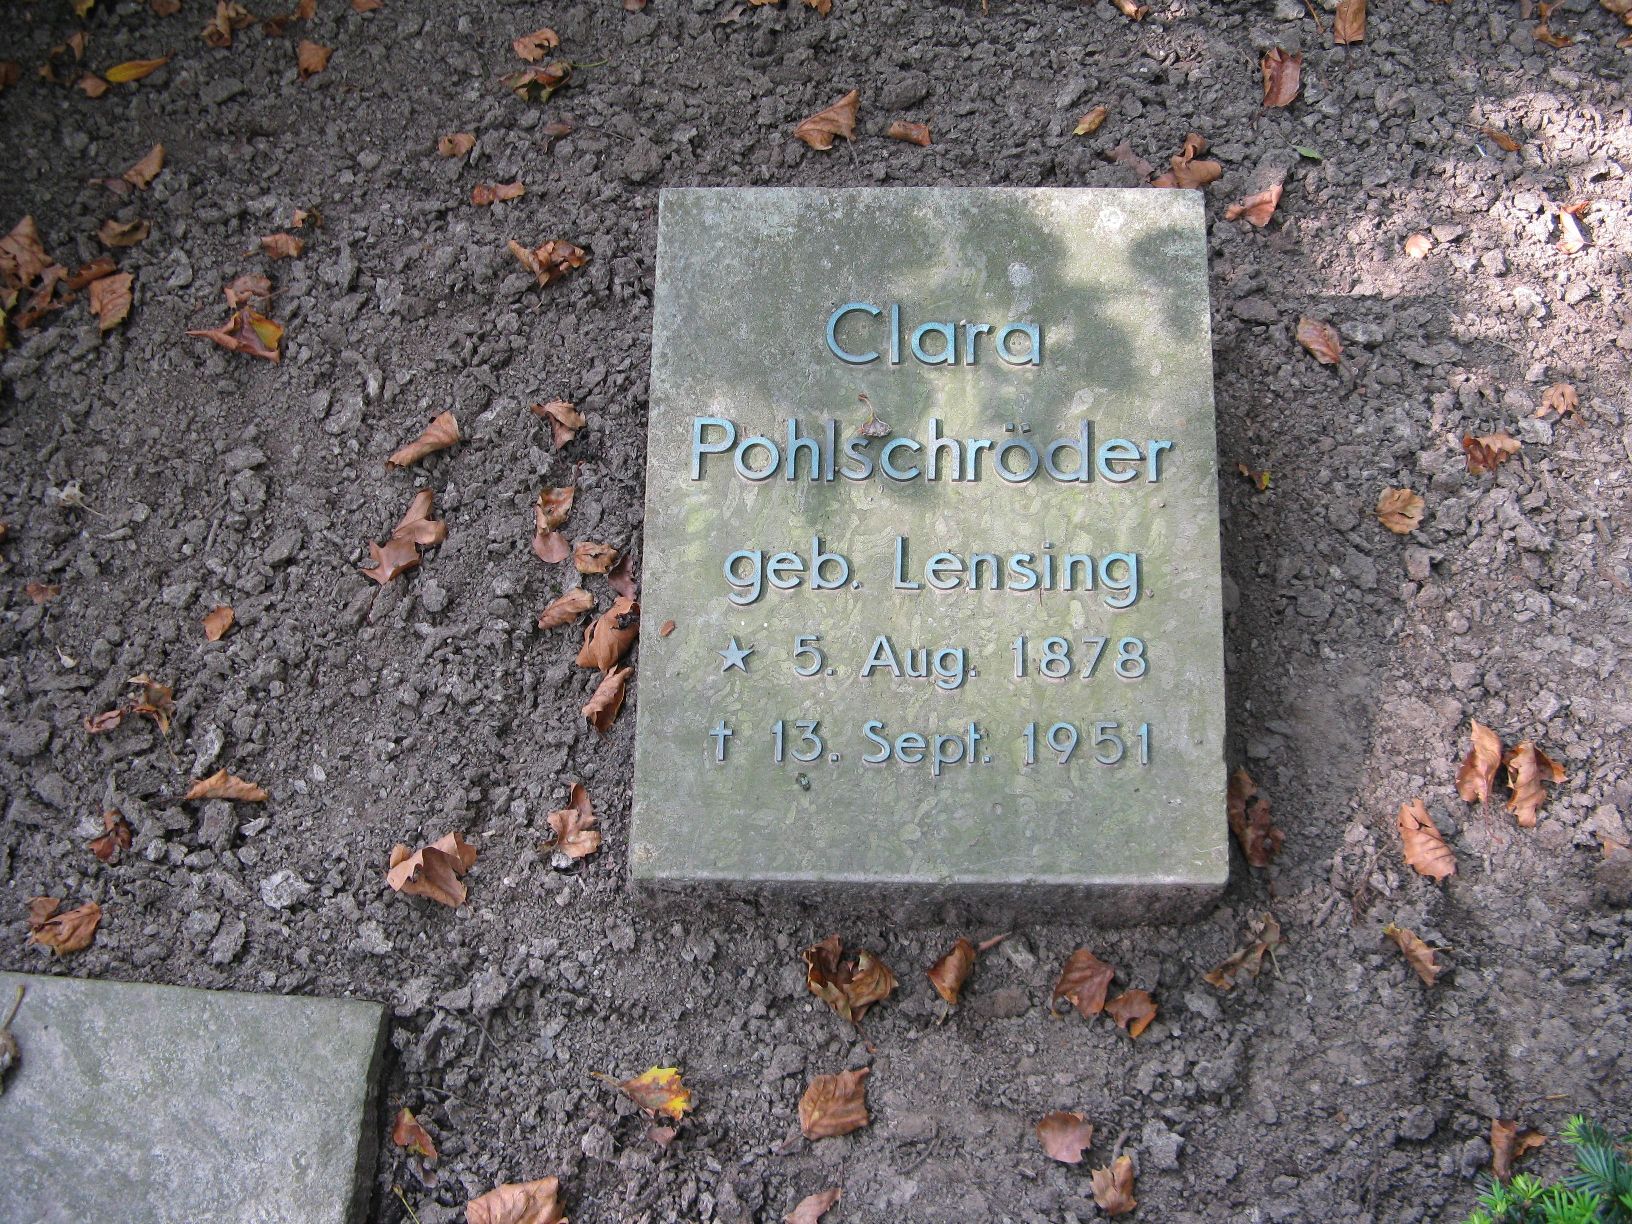 Clara
Pohlschröder
geb. Lensing
★ 5. Aug. 1878
† 13. Sept. 1951